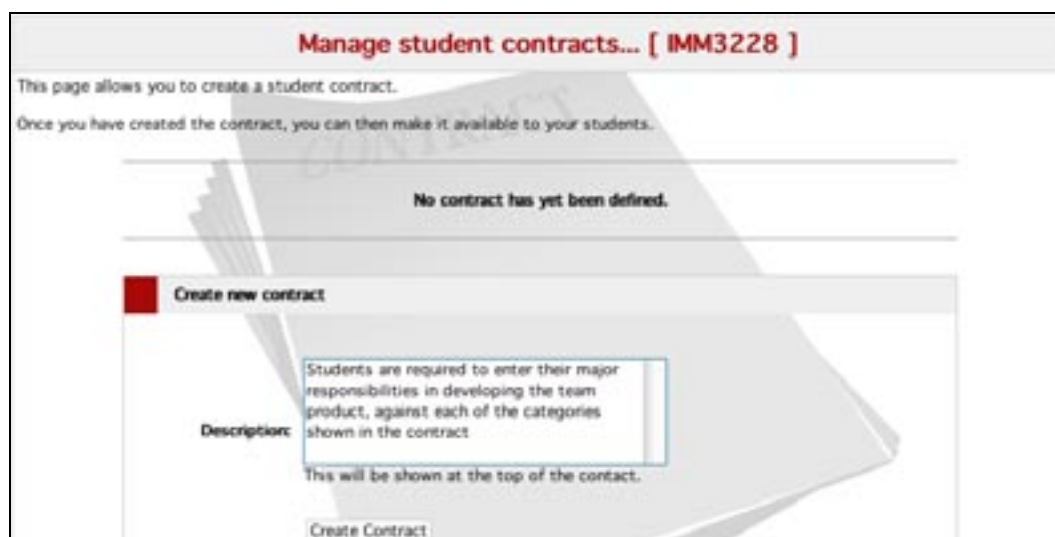 Manage student contracts... [ IMM3228 ]
This page allows you to create a student contract.
Once you have created the contract, you can then make it available to your students.
CONTRACT
No contract has yet been defined.
Create new contract
Students are required to enter their major
responsibilities in developing the team
product, against each of the categories
Description: shown in the contract
This will be shown at the top of the contact.
Create Contract